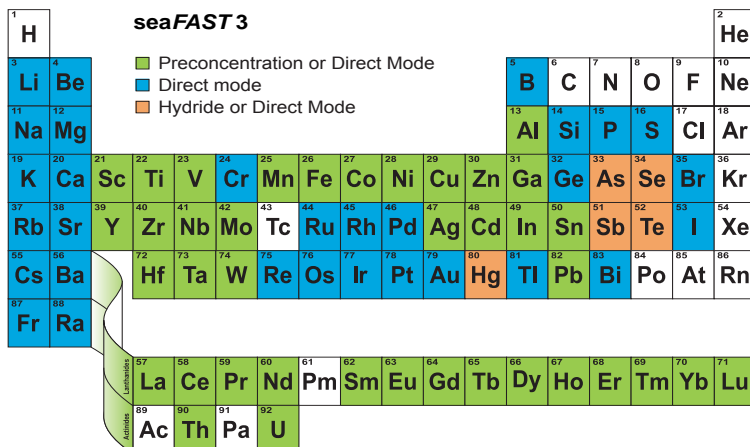 seaFAST 3
Preconcentration or Direct Mode
Direct mode
Hydride or Direct Mode
1 2
H He
3 4 5 6 7 8 9 10
Li Be B C N O F Ne
11 12 13 14 15 16 17 18
Na Mg Al Si P S Cl Ar
19 20 21 22 23 24 25 26 27 28 29 30 31 32 33 34 35 36
K Ca Sc Ti V Cr Mn Fe Co Ni Cu Zn Ga Ge As Se Br Kr
37 38 39 40 41 42 43 44 45 46 47 48 49 50 51 52 53 54
Rb Sr Y Zr Nb Mo Tc Ru Rh Pd Ag Cd In Sn Sb Te I Xe
55 56 72 73 74 75 76 77 78 79 80 81 82 83 84 85 86
Cs Ba Hf Ta W Re Os Ir Pt Au Hg Tl Pb Bi Po At Rn
87 88
Fr Ra
Lanthanides
57 58 59 60 61 62 63 64 65 66 67 68 69 70 71
La Ce Pr Nd Pm Sm Eu Gd Tb Dy Ho Er Tm Yb Lu
Actinides
89 90 91 92
Ac Th Pa U